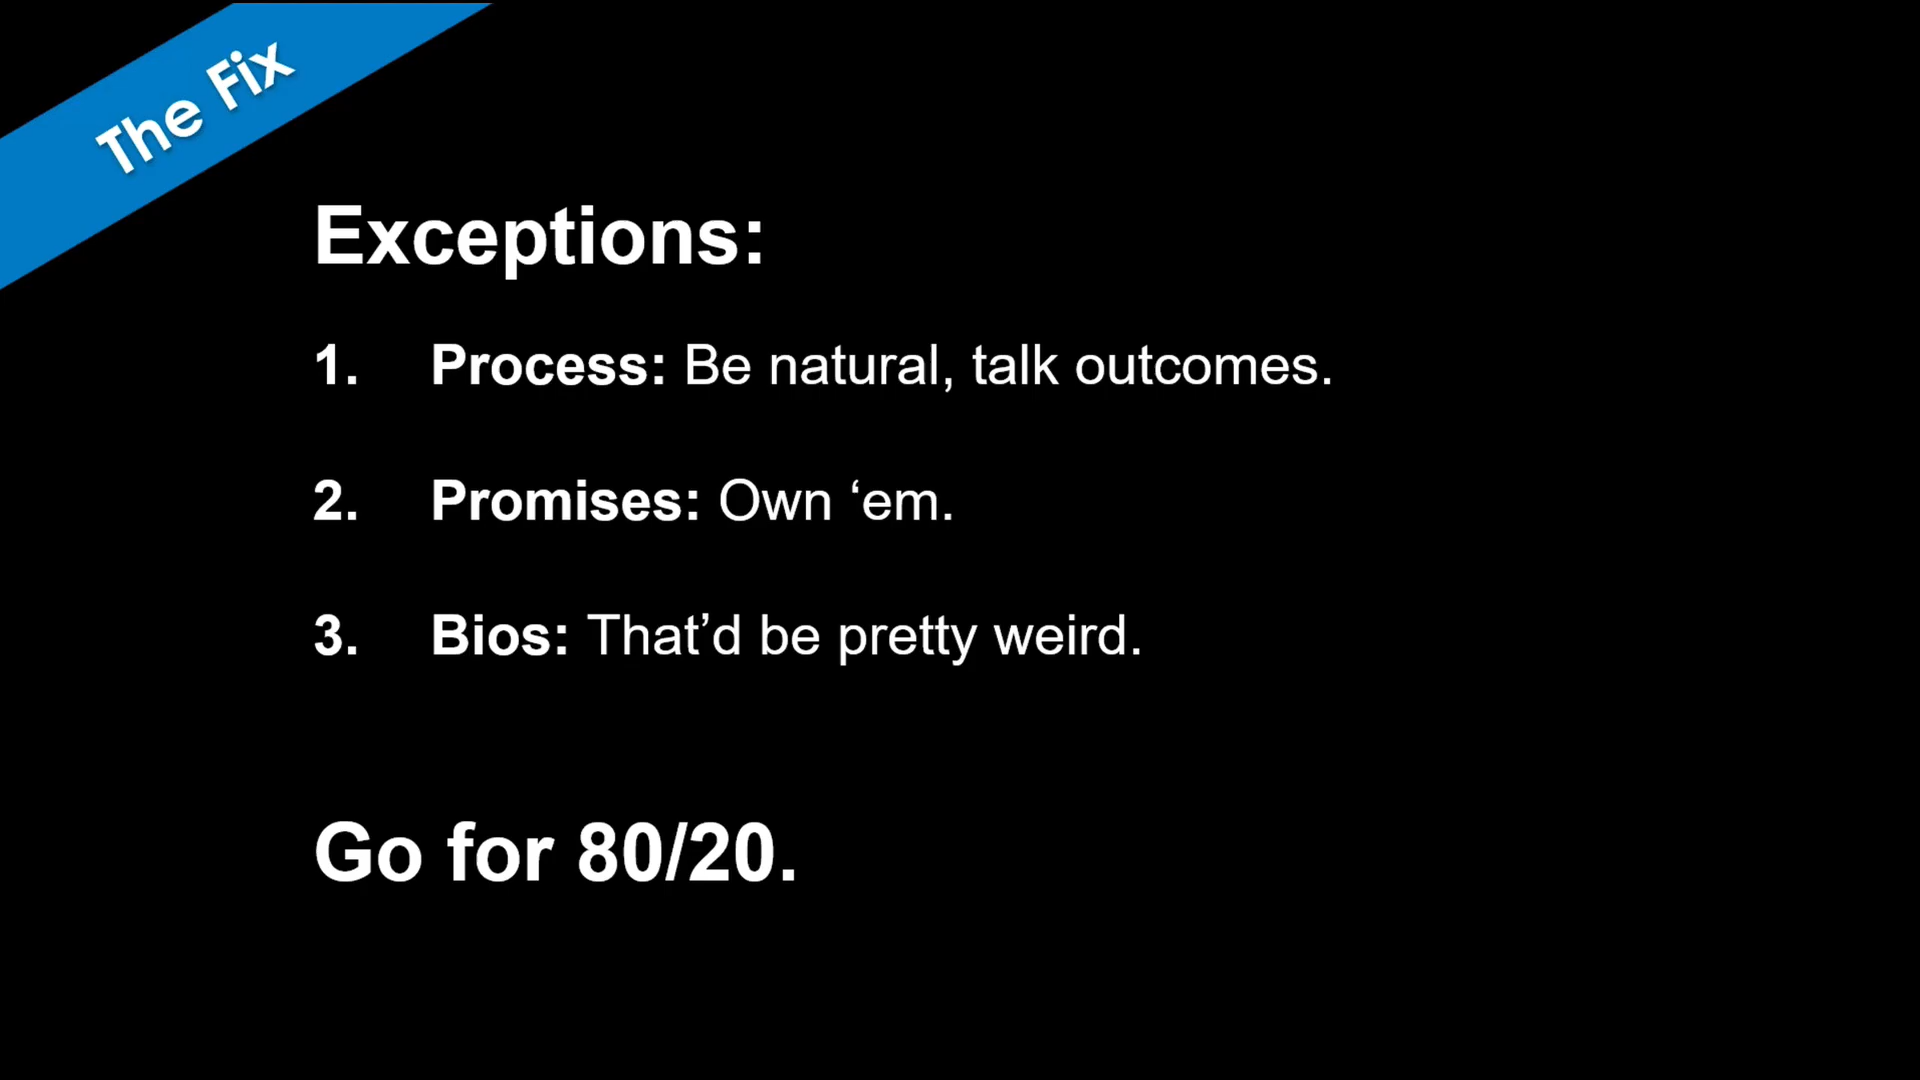 The Fix
Exceptions:
1. Process: Be natural, talk outcomes.
2. Promises: Own ‘em.
3. Bios: That’d be pretty weird.
Go for 80/20.